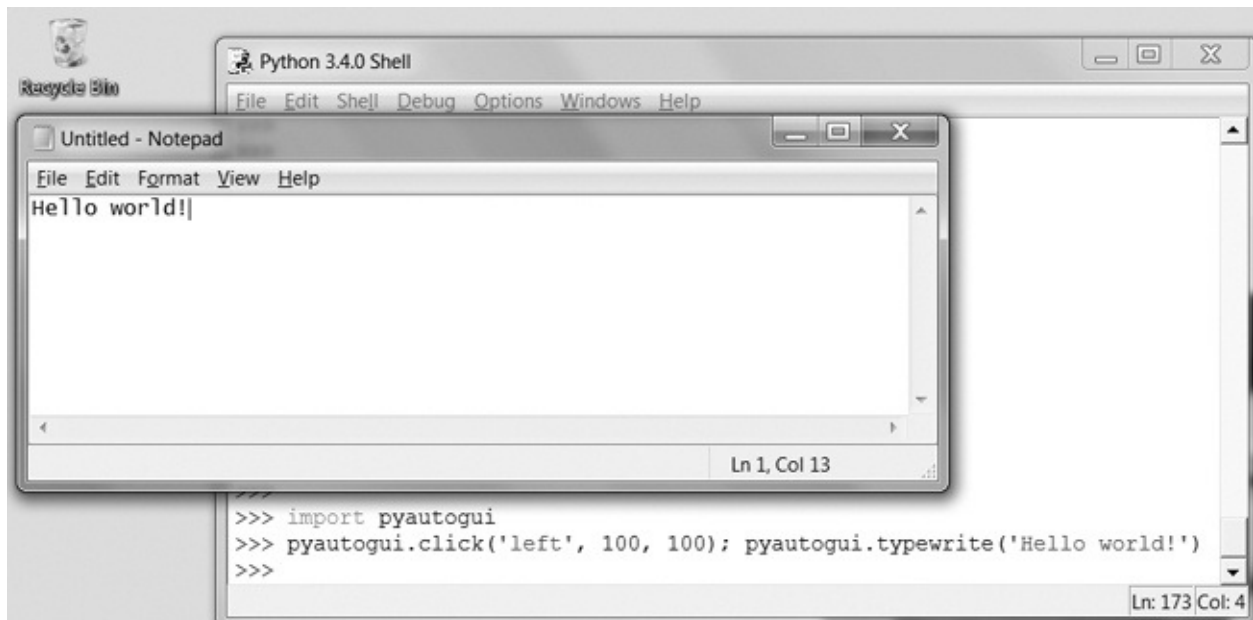 Recycle Bin
Python 3.4.0 Shell
File Edit Shell Debug Options Windows Help
Untitled - Notepad
File Edit Format View Help
Hello world!
Ln 1, Col 13
>>>
>>> import pyautogui
>>> pyautogui.click('left', 100, 100); pyautogui.typewrite('Hello world!')
>>>
Ln: 173 Col: 4